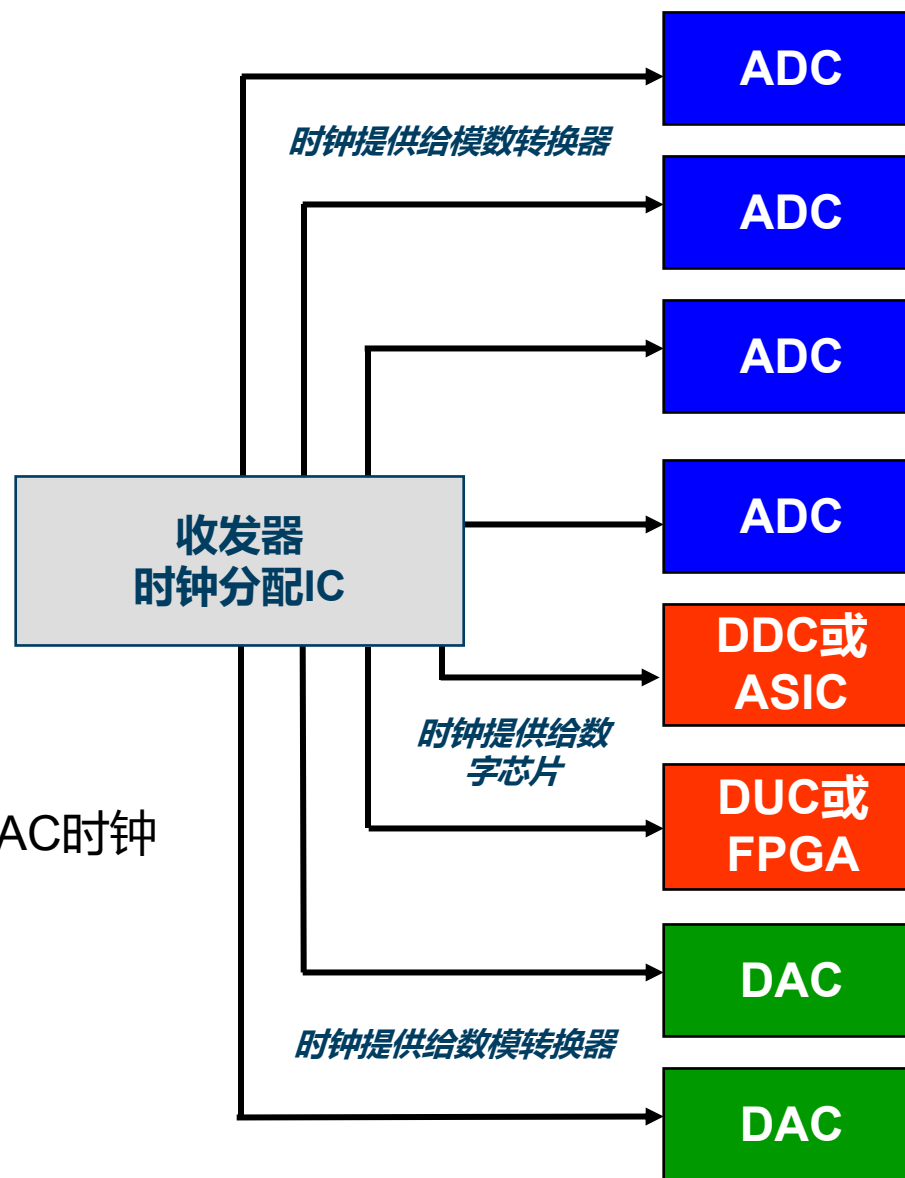 ADC
时钟提供给模数转换器
ADC
ADC
ADC
收发器
时钟分配IC
DDC或
ASIC
时钟提供给数
字芯片
DUC或
FPGA
AC时钟
DAC
时钟提供给数模转换器
DAC